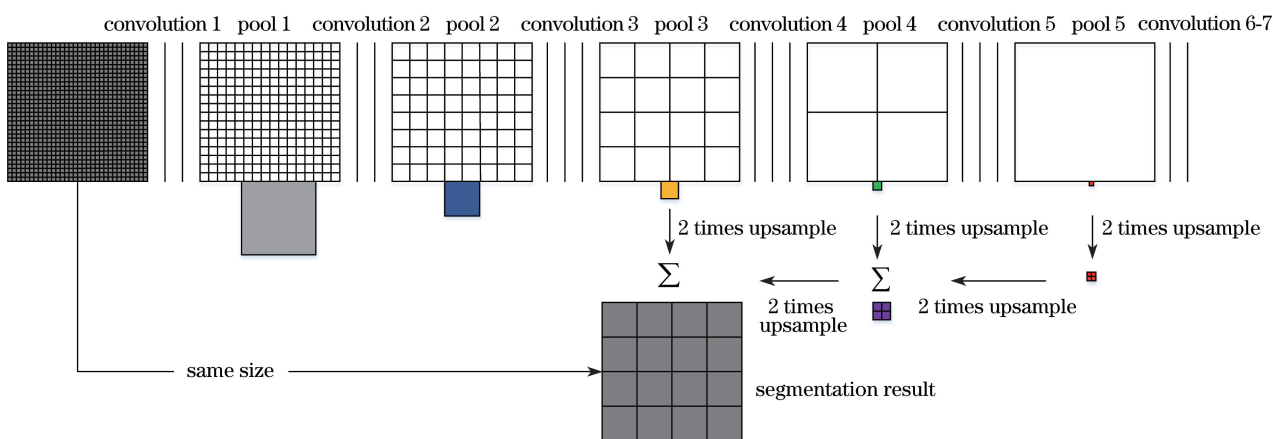 convolution 1 pool 1 convolution 2 pool 2 convolution 3 pool 3 convolution 4 pool 4 convolution 5 pool 5 convolution 6-7
2 times upsample
2 times upsample
2 times upsample
Σ
Σ
2 times
upsample
2 times upsample
same size
segmentation result